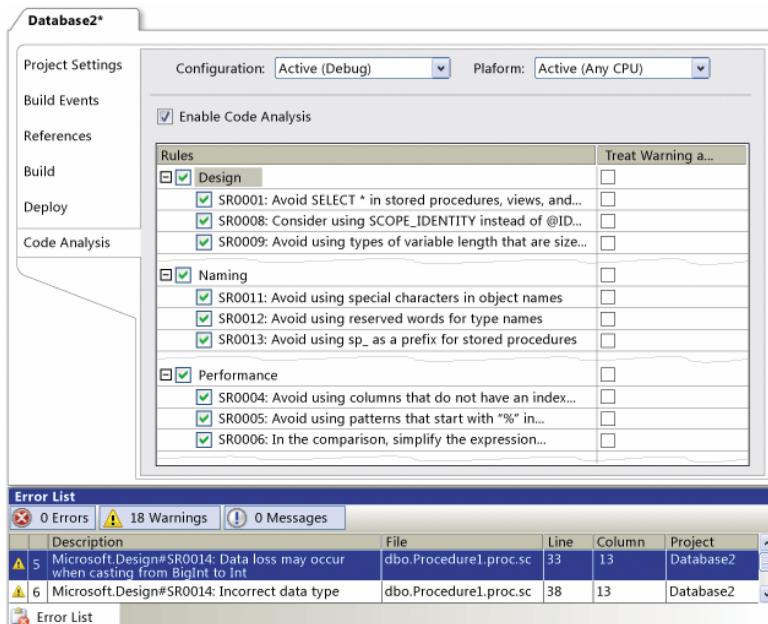 Database2*
Project Settings
Build Events
References
Build
Deploy
Code Analysis
Configuration: Active (Debug) Plaform: Active (Any CPU)
Enable Code Analysis
Rules Treat Warning a...
Design
SR0001: Avoid SELECT * in stored procedures, views, and...
SR0008: Consider using SCOPE_IDENTITY instead of @ID...
SR0009: Avoid using types of variable length that are size...
Naming
SR0011: Avoid using special characters in object names
SR0012: Avoid using reserved words for type names
SR0013: Avoid using sp_ as a prefix for stored procedures
Performance
SR0004: Avoid using columns that do not have an index...
SR0005: Avoid using patterns that start with "%" in...
SR0006: In the comparison, simplify the expression...
Error List
0 Errors 18 Warnings 0 Messages
Description File Line Column Project
5 Microsoft.Design#SR0014: Data loss may occur dbo.Procedure1.proc.sc 33 13 Database2
when casting from BigInt to Int
6 Microsoft.Design#SR0014: Incorrect data type dbo.Procedure1.proc.sc 38 13 Database2
Error List